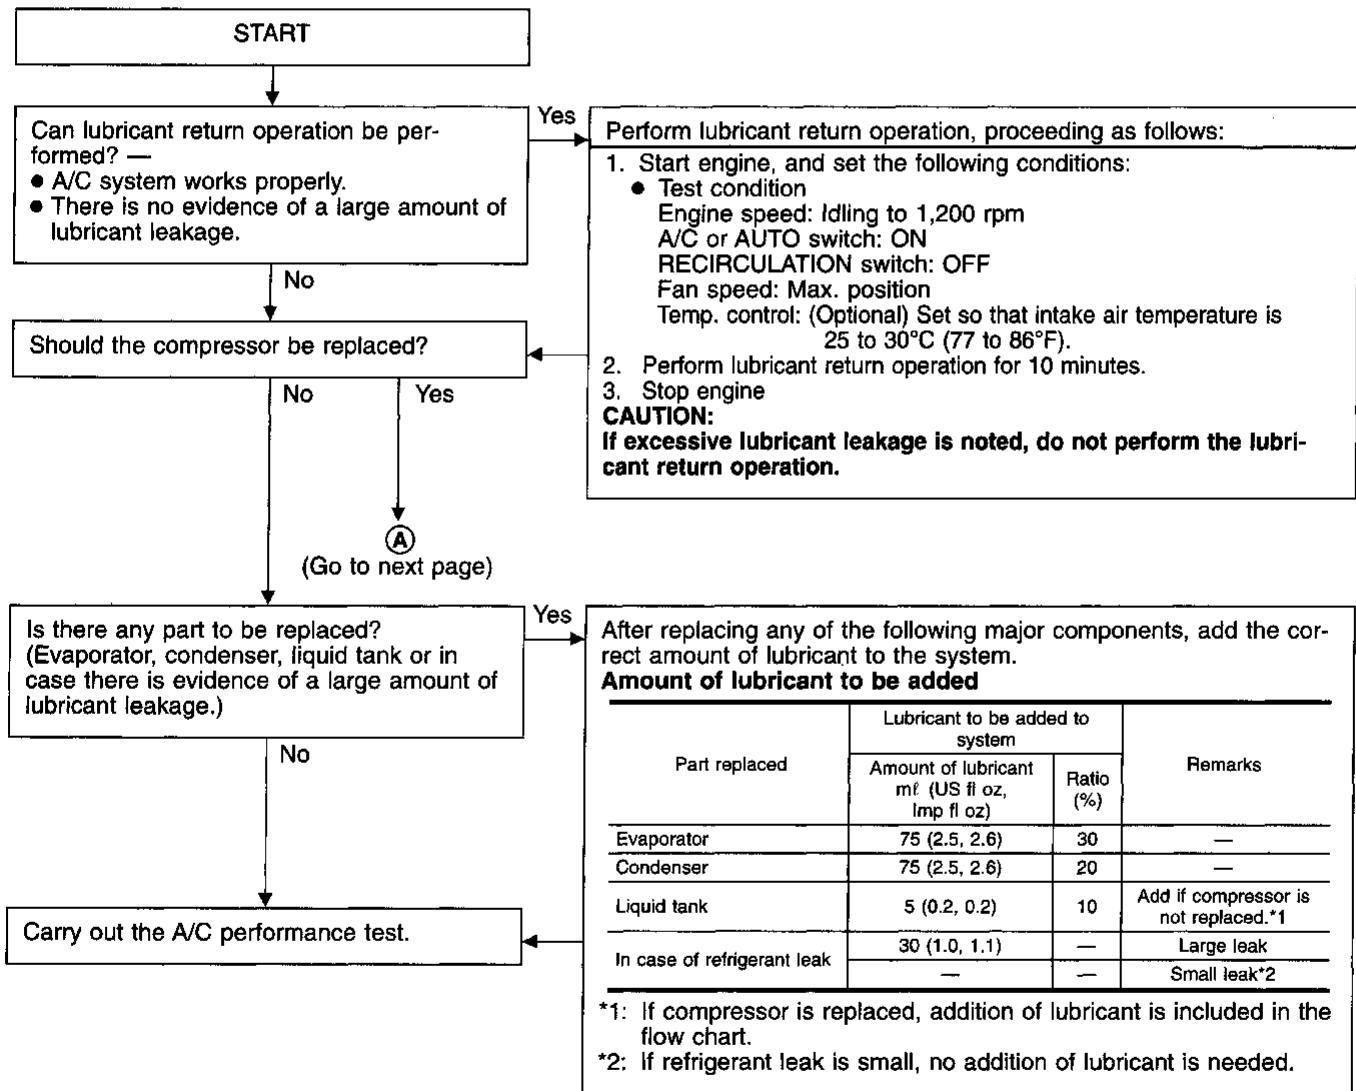 START
Can lubricant return operation be per-
formed? —
● A/C system works properly.
● There is no evidence of a large amount of
lubricant leakage.
Yes
No
Perform lubricant return operation, proceeding as follows:
1. Start engine, and set the following conditions:
● Test condition
Engine speed: Idling to 1,200 rpm
A/C or AUTO switch: ON
RECIRCULATION switch: OFF
Fan speed: Max. position
Temp. control: (Optional) Set so that intake air temperature is
25 to 30°C (77 to 86°F).
2. Perform lubricant return operation for 10 minutes.
3. Stop engine
CAUTION:
If excessive lubricant leakage is noted, do not perform the lubri-
cant return operation.
Should the compressor be replaced?
No
Yes
A
(Go to next page)
Is there any part to be replaced?
(Evaporator, condenser, liquid tank or in
case there is evidence of a large amount of
lubricant leakage.)
Yes
No
After replacing any of the following major components, add the cor-
rect amount of lubricant to the system.
Amount of lubricant to be added
Part replaced
Lubricant to be added to
system
Amount of lubricant
mℓ (US fl oz,
Imp fl oz)
Ratio
(%)
Remarks
Evaporator 75 (2.5, 2.6) 30 —
Condenser 75 (2.5, 2.6) 20 —
Liquid tank 5 (0.2, 0.2) 10 Add if compressor is
not replaced.*1
In case of refrigerant leak 30 (1.0, 1.1) — Large leak
— — Small leak*2
*1: If compressor is replaced, addition of lubricant is included in the
flow chart.
*2: If refrigerant leak is small, no addition of lubricant is needed.
Carry out the A/C performance test.